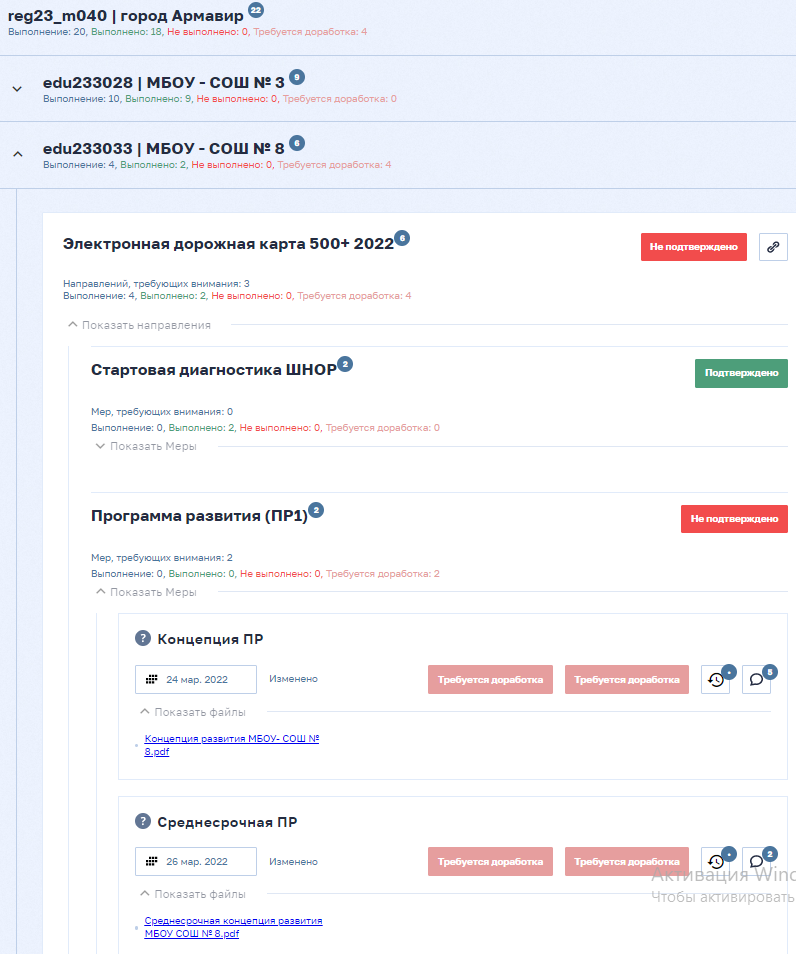 reg23_m040 | город Армавир 22
Выполнение: 20, Выполнено: 18, Не выполнено: 0, Требуется доработка: 4
edu233028 | МБОУ - СОШ № 3 9
Выполнение: 10, Выполнено: 9, Не выполнено: 0, Требуется доработка: 0
edu233033 | МБОУ - СОШ № 8 6
Выполнение: 4, Выполнено: 2, Не выполнено: 0, Требуется доработка: 4
Электронная дорожная карта 500+ 2022 6
Не подтверждено
Направлений, требующих внимания: 3
Выполнение: 4, Выполнено: 2, Не выполнено: 0, Требуется доработка: 4
Показать направления
Стартовая диагностика ШНОР 2
Подтверждено
Мер, требующих внимания: 0
Выполнение: 0, Выполнено: 2, Не выполнено: 0, Требуется доработка: 0
Показать Меры
Программа развития (ПР1) 2
Не подтверждено
Мер, требующих внимания: 2
Выполнение: 0, Выполнено: 0, Не выполнено: 0, Требуется доработка: 2
Показать Меры
? Концепция ПР
24 мар. 2022 Изменено Требуется доработка Требуется доработка 5
Показать файлы
Концепция развития МБОУ- СОШ №
8.pdf
? Среднесрочная ПР
26 мар. 2022 Изменено Требуется доработка Требуется доработка 2
Активация Winc
Показать файлы
Чтобы активировать
Среднесрочная концепция развития
МБОУ СОШ № 8.pdf